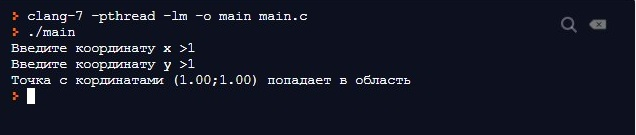 > clang-7 -pthread -lm -o main main.c
> ./main
Введите координату x >1
Введите координату y >1
Точка с кординатами (1.00;1.00) попадает в область
>